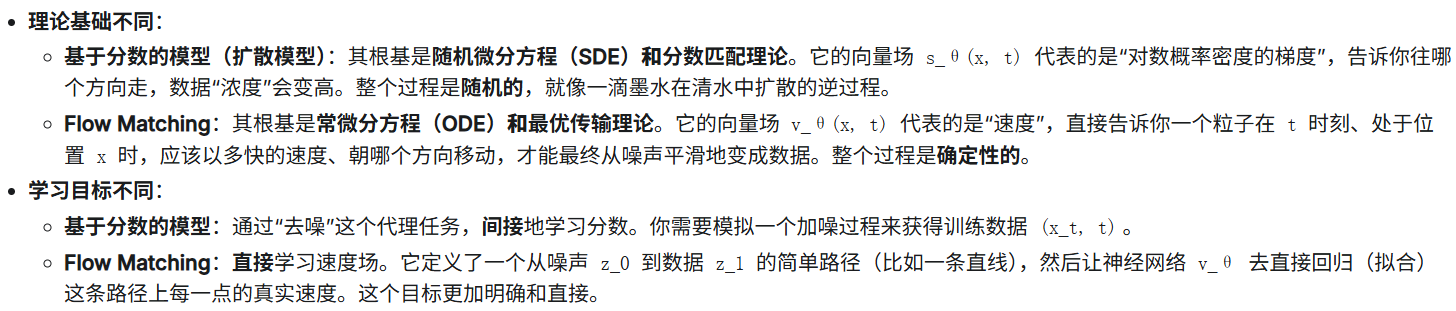 • 理论基础不同：
◦ 基于分数的模型（扩散模型）：其根基是随机微分方程（SDE）和分数匹配理论。它的向量场 s_θ(x, t) 代表的是“对数概率密度的梯度”，告诉你往哪
个方向走，数据“浓度”会变高。整个过程是随机的，就像一滴墨水在清水中扩散的逆过程。
◦ Flow Matching：其根基是常微分方程（ODE）和最优传输理论。它的向量场 v_θ(x, t) 代表的是“速度”，直接告诉你一个粒子在 t 时刻、处于位
置 x 时，应该以多快的速度、朝哪个方向移动，才能最终从噪声平滑地变成数据。整个过程是确定性的。
• 学习目标不同：
◦ 基于分数的模型：通过“去噪”这个代理任务，间接地学习分数。你需要模拟一个加噪过程来获得训练数据 (x_t, t)。
◦ Flow Matching：直接学习速度场。它定义了一个从噪声 z_0 到数据 z_1 的简单路径（比如一条直线），然后让神经网络 v_θ 去直接回归（拟合）
这条路径上每一点的真实速度。这个目标更加明确和直接。